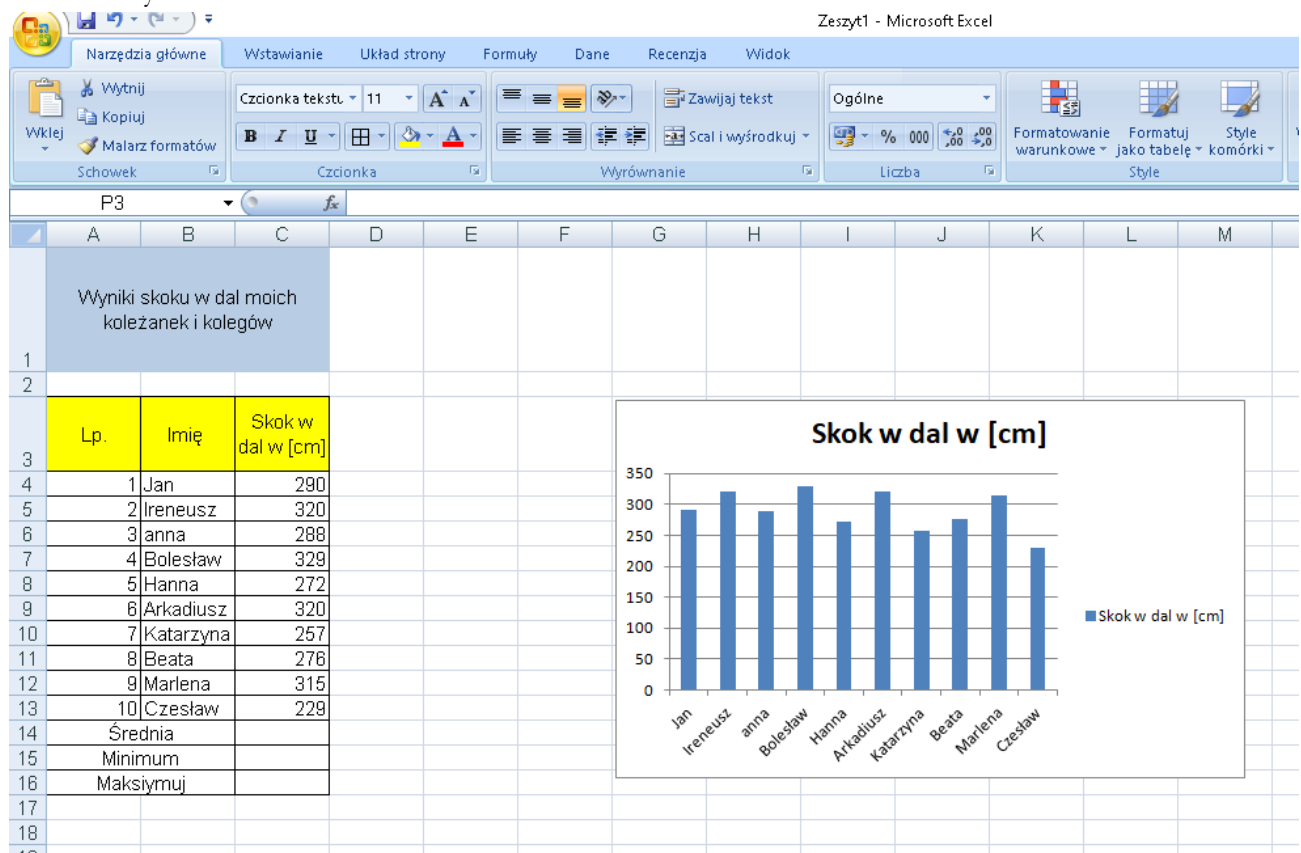 Zeszyt1 - Microsoft Excel
Narzędzia główne Wstawianie Układ strony Formuły Dane Recenzja Widok
Wklej
Wytnij
Kopiuj
Malarz formatów
Schowek
Czcionka tekstu 11
B I U
Czcionka
Zawijaj tekst
Scal i wyśrodkuj
Wyrównanie
Ogólne
% 000 ,00 ,0
Liczba
Formatowanie warunkowe
Formatuj jako tabelę
Style komórki
Style
P3 fx
A B C D E F G H I J K L M
1 Wyniki skoku w dal moich
koleżanek i kolegów
2
3 Lp. Imię Skok w
dal w [cm]
4 1 Jan 290
5 2 Ireneusz 320
6 3 anna 288
7 4 Bolesław 329
8 5 Hanna 272
9 6 Arkadiusz 320
10 7 Katarzyna 257
11 8 Beata 276
12 9 Marlena 315
13 10 Czesław 229
14 Średnia
15 Minimum
16 Maksiymuj
17
18
Skok w dal w [cm]
350
300
250
200
150
100
50
0
Jan Ireneusz anna Bolesław Hanna Arkadiusz Katarzyna Beata Marlena Czesław
Skok w dal w [cm]